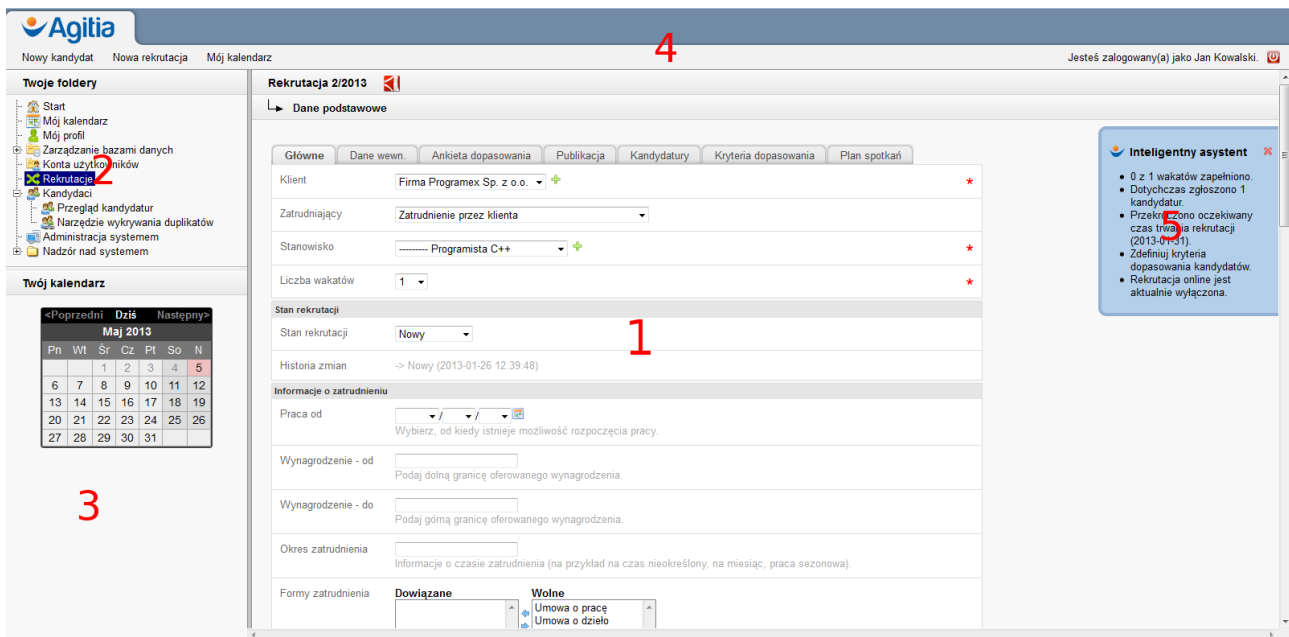 Agitia
4
Nowy kandydat Nowa rekrutacja Mój kalendarz Jesteś zalogowany(a) jako Jan Kowalski.
Twoje foldery
Start
Mój kalendarz
Mój profil
Zarządzanie bazami danych
Konta użytkowników
2
Rekrutacje
Kandydaci
Przegląd kandydatur
Narzędzie wykrywania duplikatów
Administracja systemem
Nadzór nad systemem
Twój kalendarz
<Poprzedni Dziś Następny>
Maj 2013
Pn Wt Śr Cz Pt So N
1 2 3 4 5
6 7 8 9 10 11 12
13 14 15 16 17 18 19
20 21 22 23 24 25 26
27 28 29 30 31
3
Rekrutacja 2/2013
Dane podstawowe
Główne Dane wewn. Ankieta dopasowania Publikacja Kandydatury Kryteria dopasowania Plan spotkań
Klient Firma Programex Sp. z o.o. *
Zatrudniający Zatrudnienie przez klienta
Stanowisko --------- Programista C++ *
Liczba wakatów 1 *
Stan rekrutacji
1
Stan rekrutacji Nowy
Historia zmian -> Nowy (2013-01-26 12:39:48)
Informacje o zatrudnieniu
Praca od / /
Wybierz, od kiedy istnieje możliwość rozpoczęcia pracy.
Wynagrodzenie - od
Podaj dolną granicę oferowanego wynagrodzenia.
Wynagrodzenie - do
Podaj górną granicę oferowanego wynagrodzenia.
Okres zatrudnienia
Informacje o czasie zatrudnienia (na przykład na czas nieokreślony, na miesiąc, praca sezonowa).
Formy zatrudnienia Dowiązane Wolne
Umowa o pracę
Umowa o dzieło
Inteligentny asystent
0 z 1 wakatów zapełniono.
Dotychczas zgłoszono 1
kandydatur.
Przekroczono oczekiwany
czas trwania rekrutacji
(2013-01-31).
5
Zdefiniuj kryteria
dopasowania kandydatów.
Rekrutacja online jest
aktualnie wyłączona.